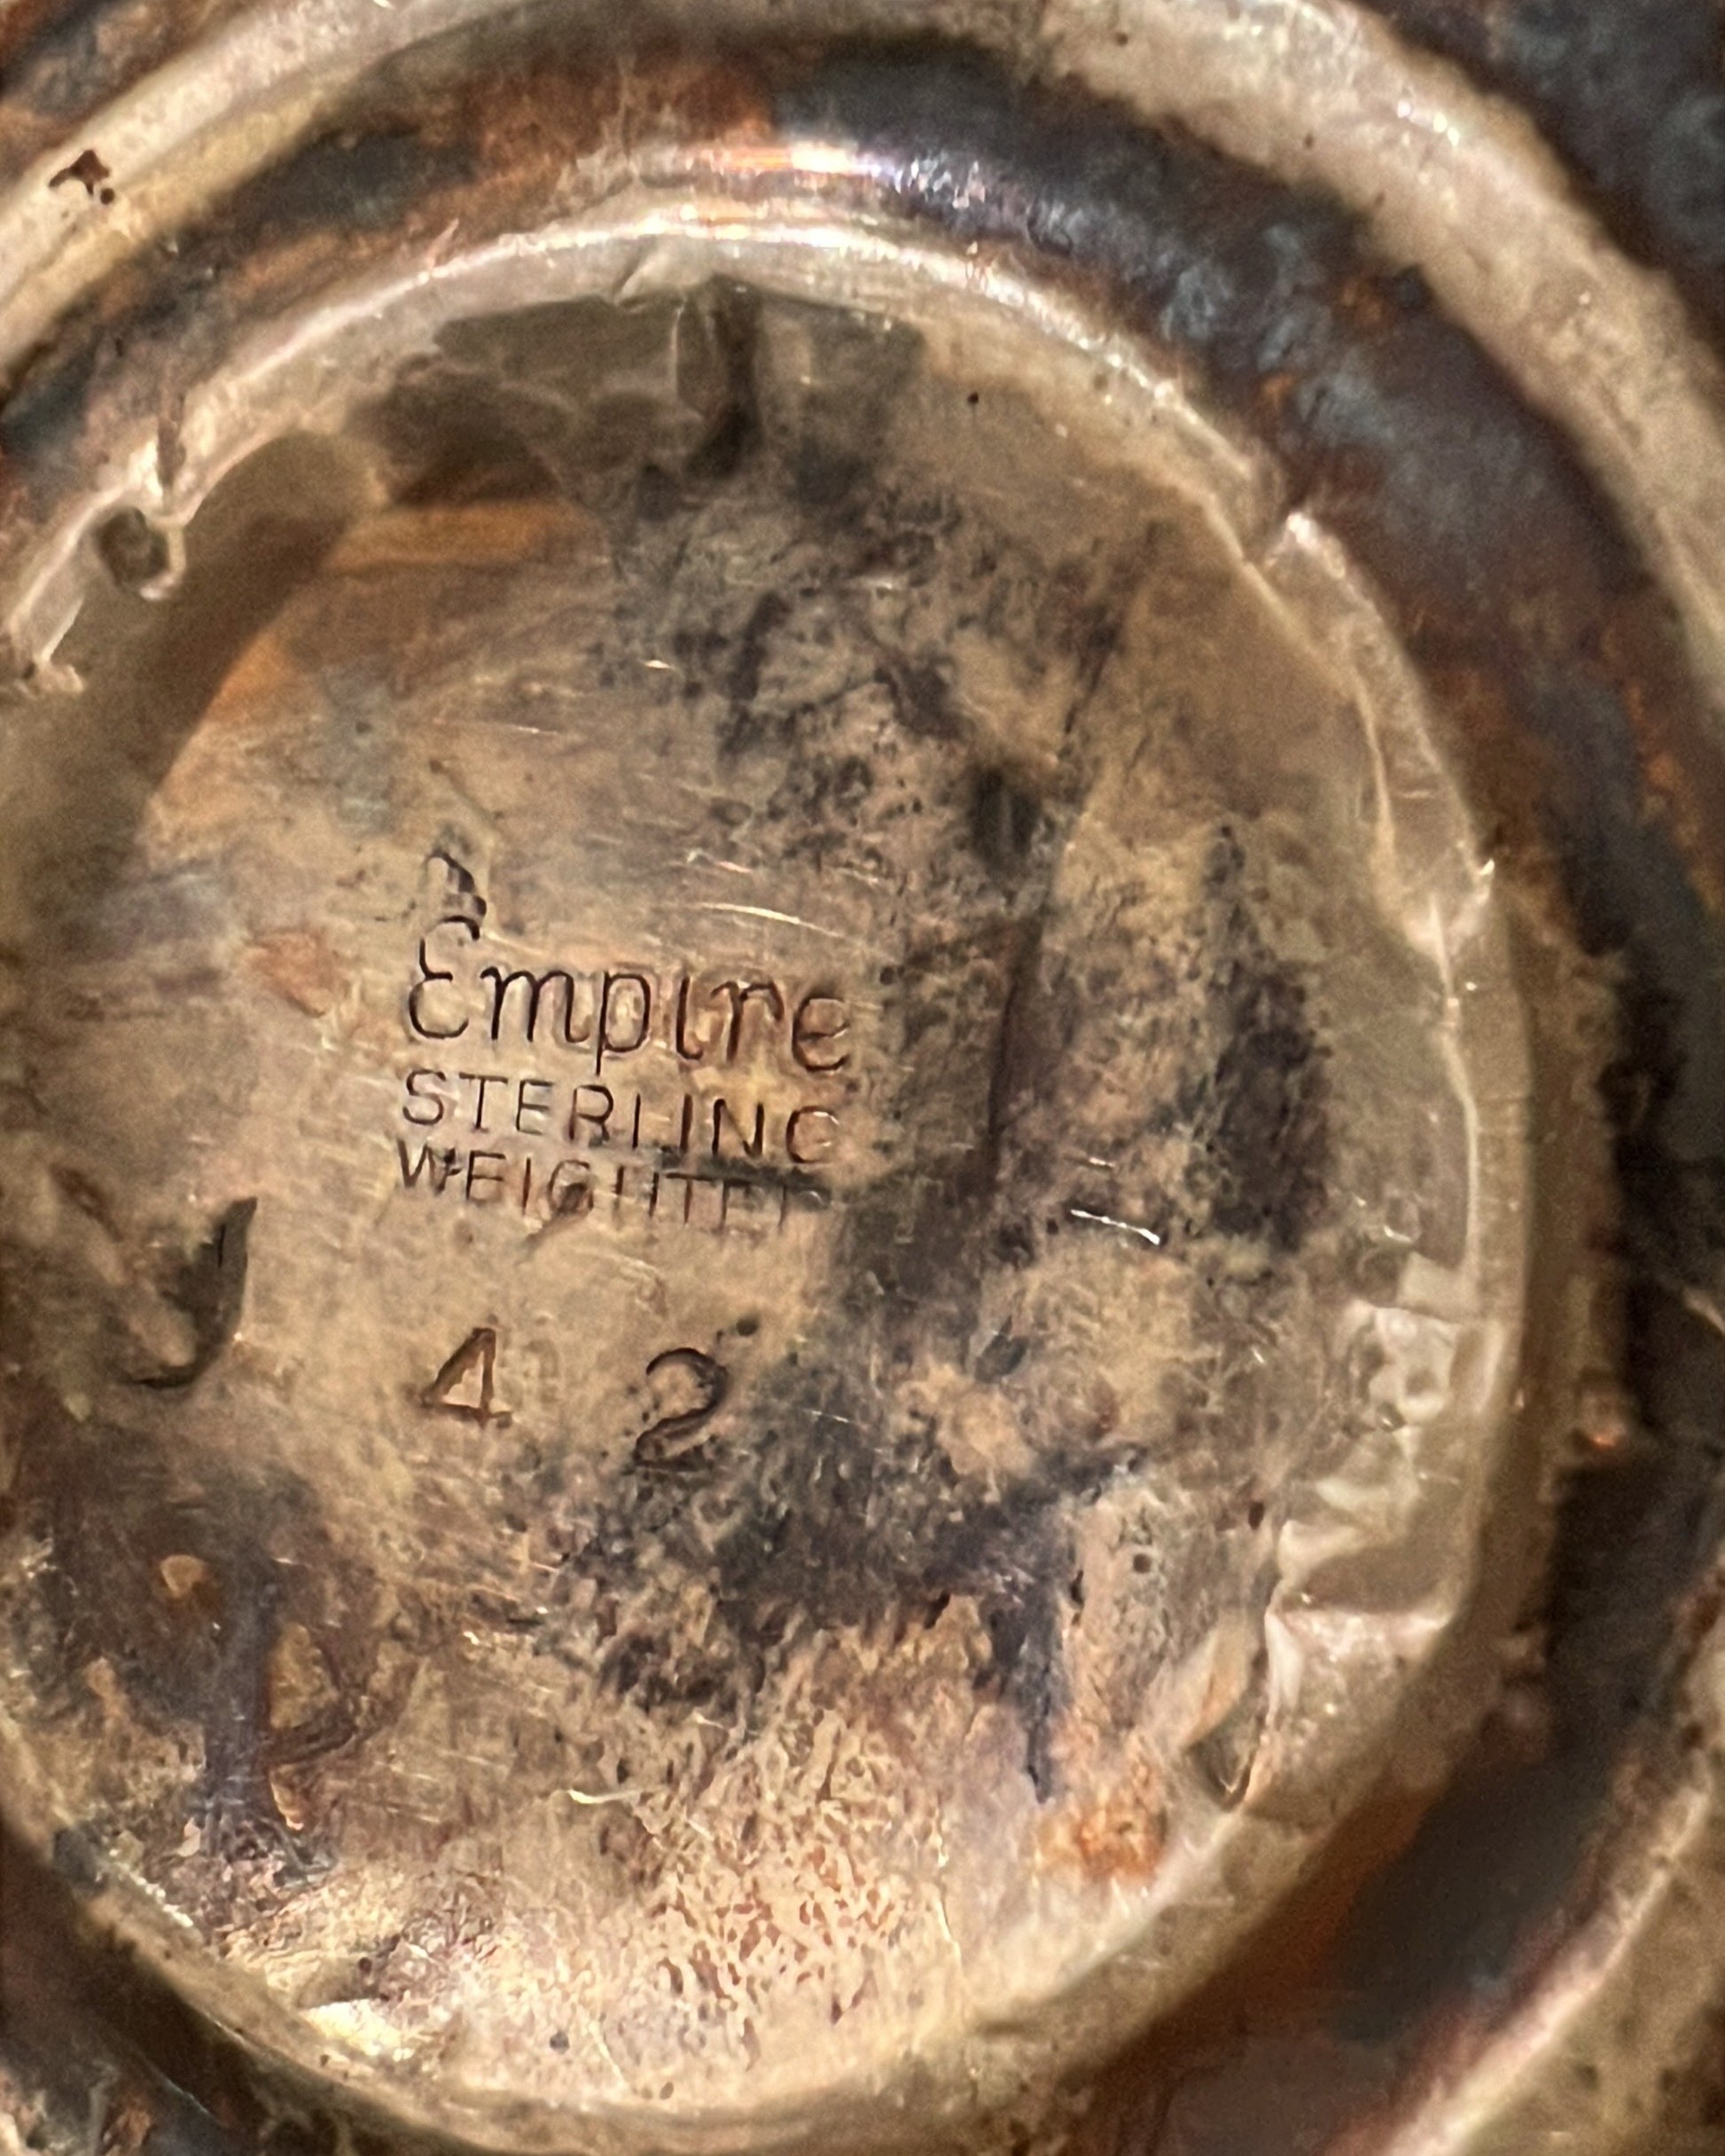 Empire
STERLING
WEIGHTED
4 2